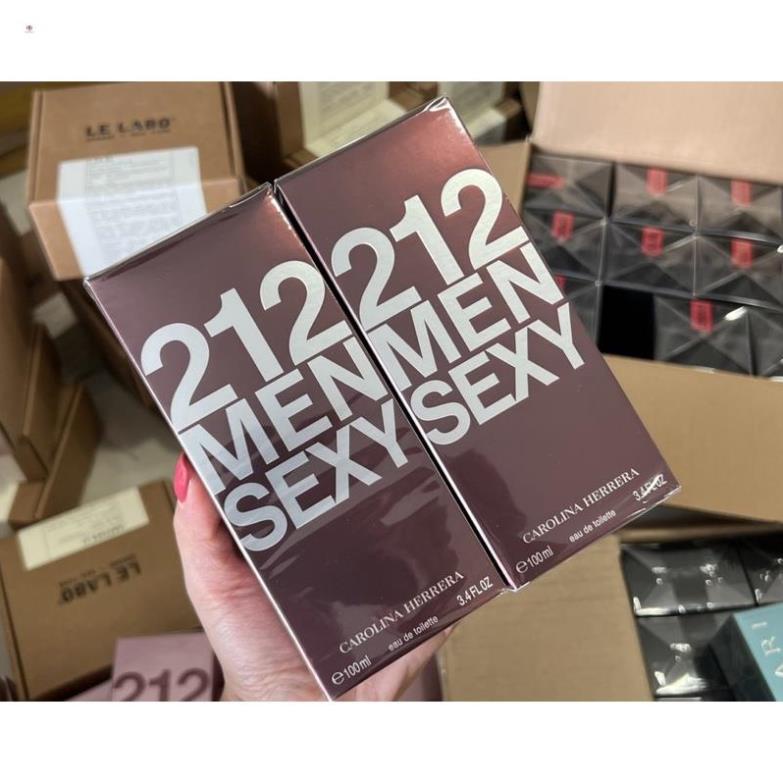 LE LABO
212
MEN
SEXY
CAROLINA HERRERA
℮100ml
eau de toilette
3.4 FL OZ
212
MEN
SEXY
CAROLINA HERRERA
℮100ml
eau de toilette
3.4 FL OZ
LE LABO
212
ARI